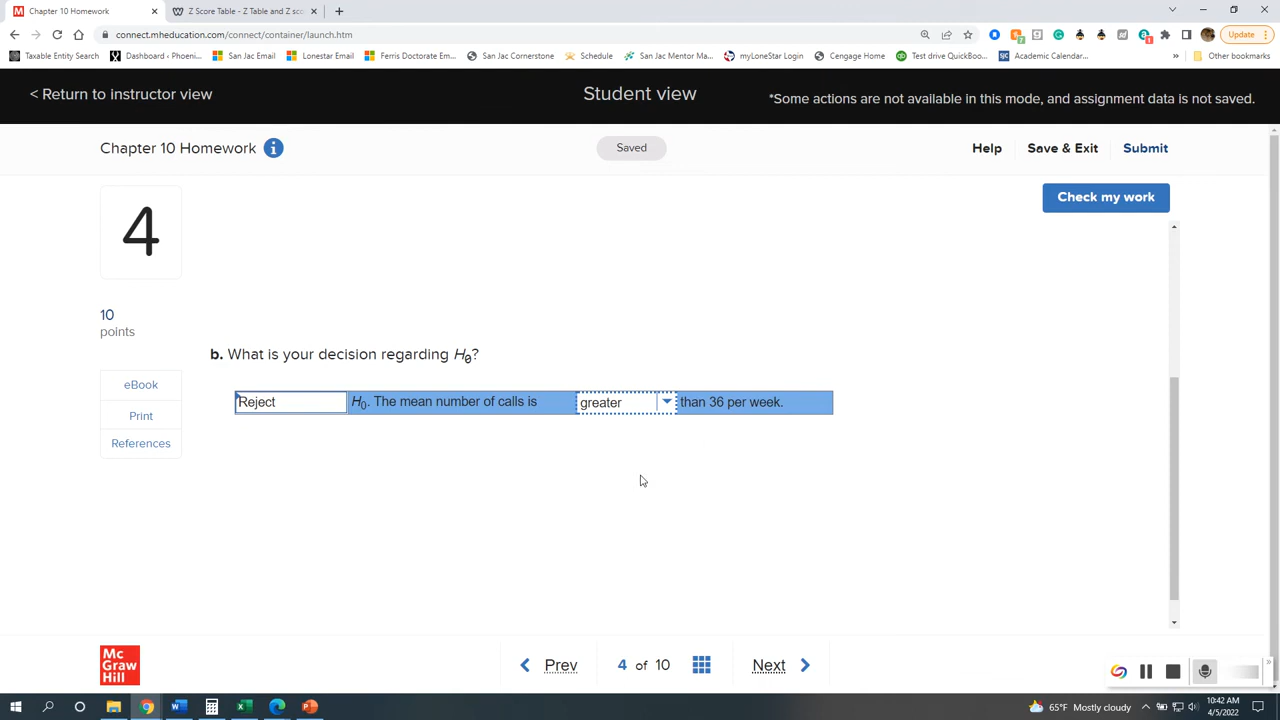 Chapter 10 Homework
Z Score Table - Z Table and Z sco
connect.mheducation.com/connect/container/launch.htm
Update
Taxable Entity Search
Dashboard ‹ Phoeni...
San Jac Email
Lonestar Email
Ferris Doctorate Em...
San Jac Cornerstone
Schedule
San Jac Mentor Ma...
myLoneStar Login
Cengage Home
Test drive QuickBoo...
Academic Calendar...
»
Other bookmarks
< Return to instructor view
Student view
*Some actions are not available in this mode, and assignment data is not saved.
Chapter 10 Homework
Saved
Help
Save & Exit
Submit
4
Check my work
10
points
b. What is your decision regarding H0?
eBook
Print
References
Reject H0. The mean number of calls is greater than 36 per week.
Mc
Graw
Hill
Prev
4 of 10
Next
65°F Mostly cloudy
10:42 AM
4/5/2022